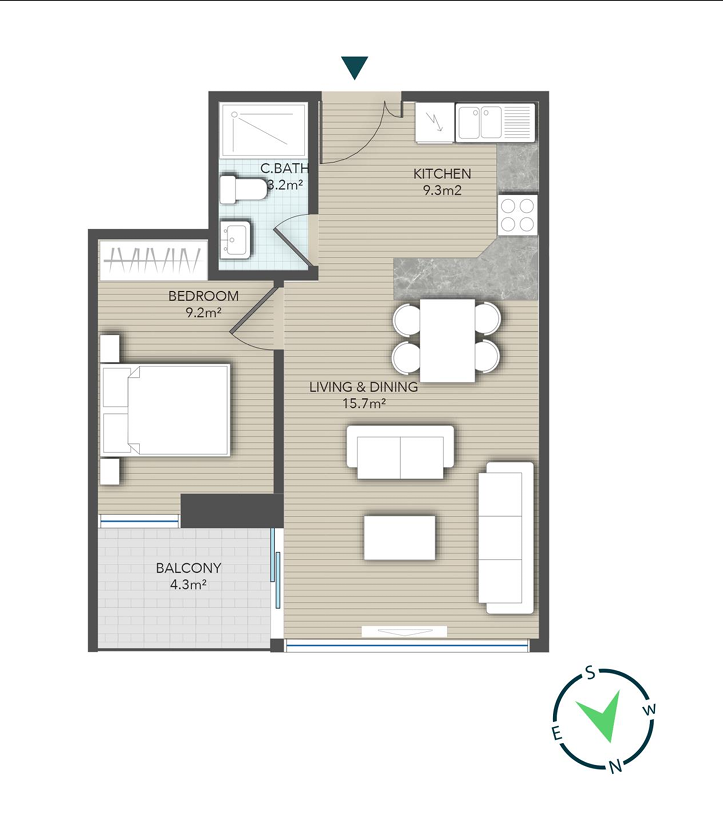 C.BATH
3.2m²
KITCHEN
9.3m2
BEDROOM
9.2m²
LIVING & DINING
15.7m²
BALCONY
4.3m²
S
W
E
N